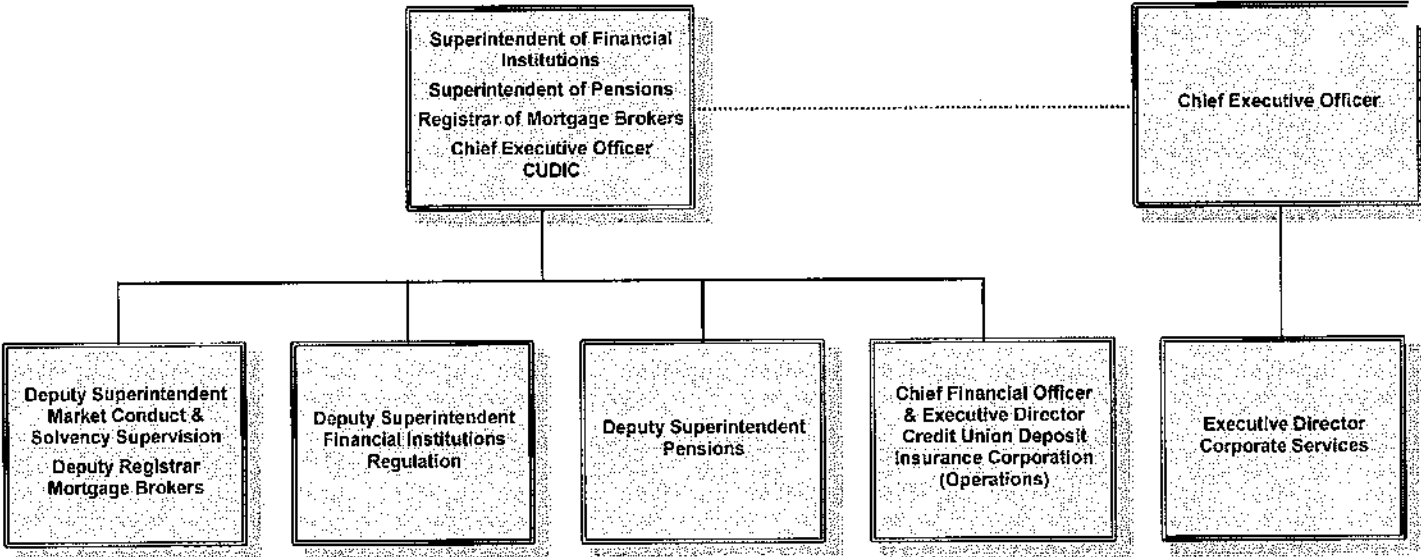 Superintendent of Financial
Institutions
Superintendent of Pensions
Registrar of Mortgage Brokers
Chief Executive Officer
CUDIC
Chief Executive Officer
Deputy Superintendent
Market Conduct &
Solvency Supervision
Deputy Registrar
Mortgage Brokers
Deputy Superintendent
Financial Institutions
Regulation
Deputy Superintendent
Pensions
Chief Financial Officer
& Executive Director
Credit Union Deposit
Insurance Corporation
(Operations)
Executive Director
Corporate Services